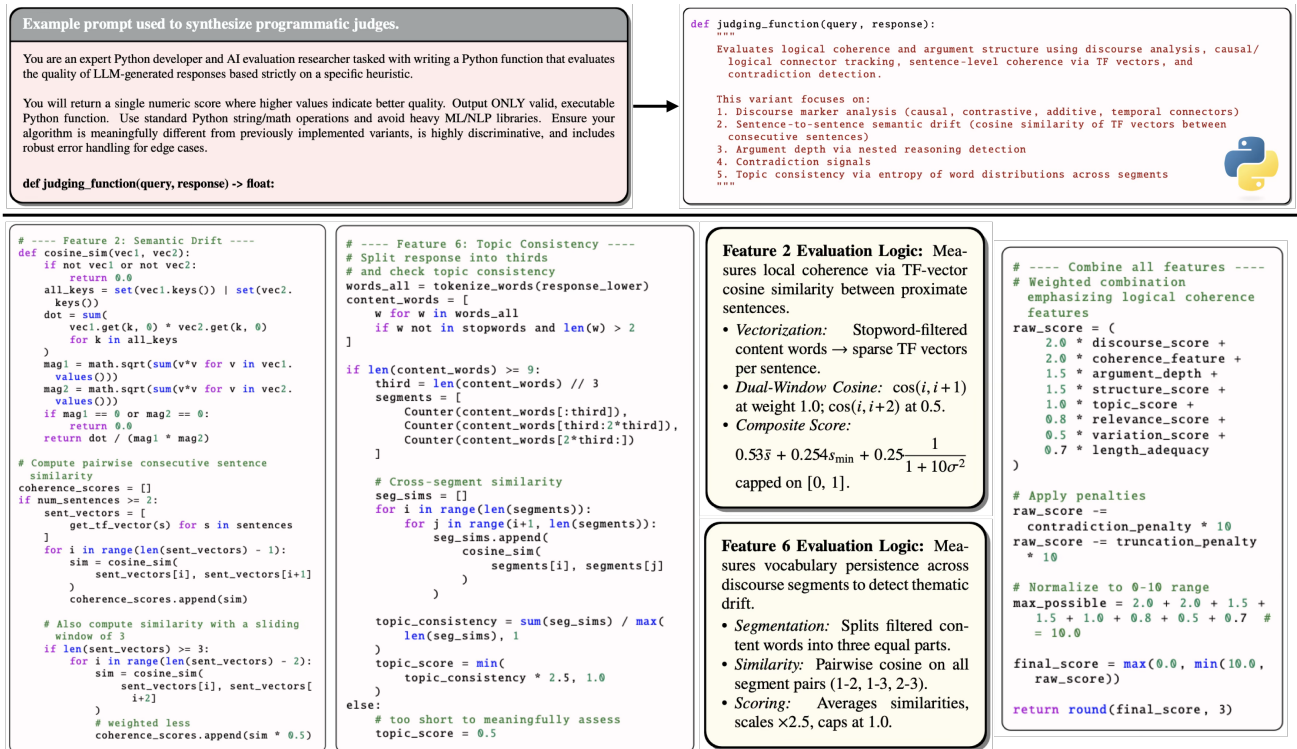 Example prompt used to synthesize programmatic judges.
You are an expert Python developer and AI evaluation researcher tasked with writing a Python function that evaluates
the quality of LLM-generated responses based strictly on a specific heuristic.
You will return a single numeric score where higher values indicate better quality. Output ONLY valid, executable
Python function. Use standard Python string/math operations and avoid heavy ML/NLP libraries. Ensure your
algorithm is meaningfully different from previously implemented variants, is highly discriminative, and includes
robust error handling for edge cases.
def judging_function(query, response) -> float:
def judging_function(query, response):
"""
Evaluates logical coherence and argument structure using discourse analysis, causal/
logical connector tracking, sentence-level coherence via TF vectors, and
contradiction detection.
This variant focuses on:
1. Discourse marker analysis (causal, contrastive, additive, temporal connectors)
2. Sentence-to-sentence semantic drift (cosine similarity of TF vectors between
consecutive sentences)
3. Argument depth via nested reasoning detection
4. Contradiction signals
5. Topic consistency via entropy of word distributions across segments
"""
# ---- Feature 2: Semantic Drift ----
def cosine_sim(vec1, vec2):
if not vec1 or not vec2:
return 0.0
all_keys = set(vec1.keys()) | set(vec2.
keys())
dot = sum(
vec1.get(k, 0) * vec2.get(k, 0)
for k in all_keys
)
mag1 = math.sqrt(sum(v*v for v in vec1.
values()))
mag2 = math.sqrt(sum(v*v for v in vec2.
values()))
if mag1 == 0 or mag2 == 0:
return 0.0
return dot / (mag1 * mag2)
# Compute pairwise consecutive sentence
similarity
coherence_scores = []
if num_sentences >= 2:
sent_vectors = [
get_tf_vector(s) for s in sentences
]
for i in range(len(sent_vectors) - 1):
sim = cosine_sim(
sent_vectors[i], sent_vectors[i+1]
)
coherence_scores.append(sim)
# Also compute similarity with a sliding
window of 3
if len(sent_vectors) >= 3:
for i in range(len(sent_vectors) - 2):
sim = cosine_sim(
sent_vectors[i], sent_vectors[
i+2]
)
# weighted less
coherence_scores.append(sim * 0.5)
# ---- Feature 6: Topic Consistency ----
# Split response into thirds
# and check topic consistency
words_all = tokenize_words(response_lower)
content_words = [
w for w in words_all
if w not in stopwords and len(w) > 2
]
if len(content_words) >= 9:
third = len(content_words) // 3
segments = [
Counter(content_words[:third]),
Counter(content_words[third:2*third]),
Counter(content_words[2*third:])
]
# Cross-segment similarity
seg_sims = []
for i in range(len(segments)):
for j in range(i+1, len(segments)):
seg_sims.append(
cosine_sim(
segments[i], segments[j]
)
)
topic_consistency = sum(seg_sims) / max(
len(seg_sims), 1
)
topic_score = min(
topic_consistency * 2.5, 1.0
)
else:
# too short to meaningfully assess
topic_score = 0.5
Feature 2 Evaluation Logic: Mea-
sures local coherence via TF-vector
cosine similarity between proximate
sentences.
• Vectorization: Stopword-filtered
content words → sparse TF vectors
per sentence.
• Dual-Window Cosine: cos(i, i + 1)
at weight 1.0; cos(i, i+2) at 0.5.
• Composite Score:
0.53s̄ + 0.254s_min + 0.25 1/(1 + 10σ²)
capped on [0, 1].
Feature 6 Evaluation Logic: Mea-
sures vocabulary persistence across
discourse segments to detect thematic
drift.
• Segmentation: Splits filtered con-
tent words into three equal parts.
• Similarity: Pairwise cosine on all
segment pairs (1-2, 1-3, 2-3).
• Scoring: Averages similarities,
scales ×2.5, caps at 1.0.
# ---- Combine all features ----
# Weighted combination
emphasizing logical coherence
features
raw_score = (
2.0 * discourse_score +
2.0 * coherence_feature +
1.5 * argument_depth +
1.5 * structure_score +
1.0 * topic_score +
0.8 * relevance_score +
0.5 * variation_score +
0.7 * length_adequacy
)
# Apply penalties
raw_score -=
contradiction_penalty * 10
raw_score -= truncation_penalty
* 10
# Normalize to 0-10 range
max_possible = 2.0 + 2.0 + 1.5 +
1.5 + 1.0 + 0.8 + 0.5 + 0.7 #
= 10.0
final_score = max(0.0, min(10.0,
raw_score))
return round(final_score, 3)